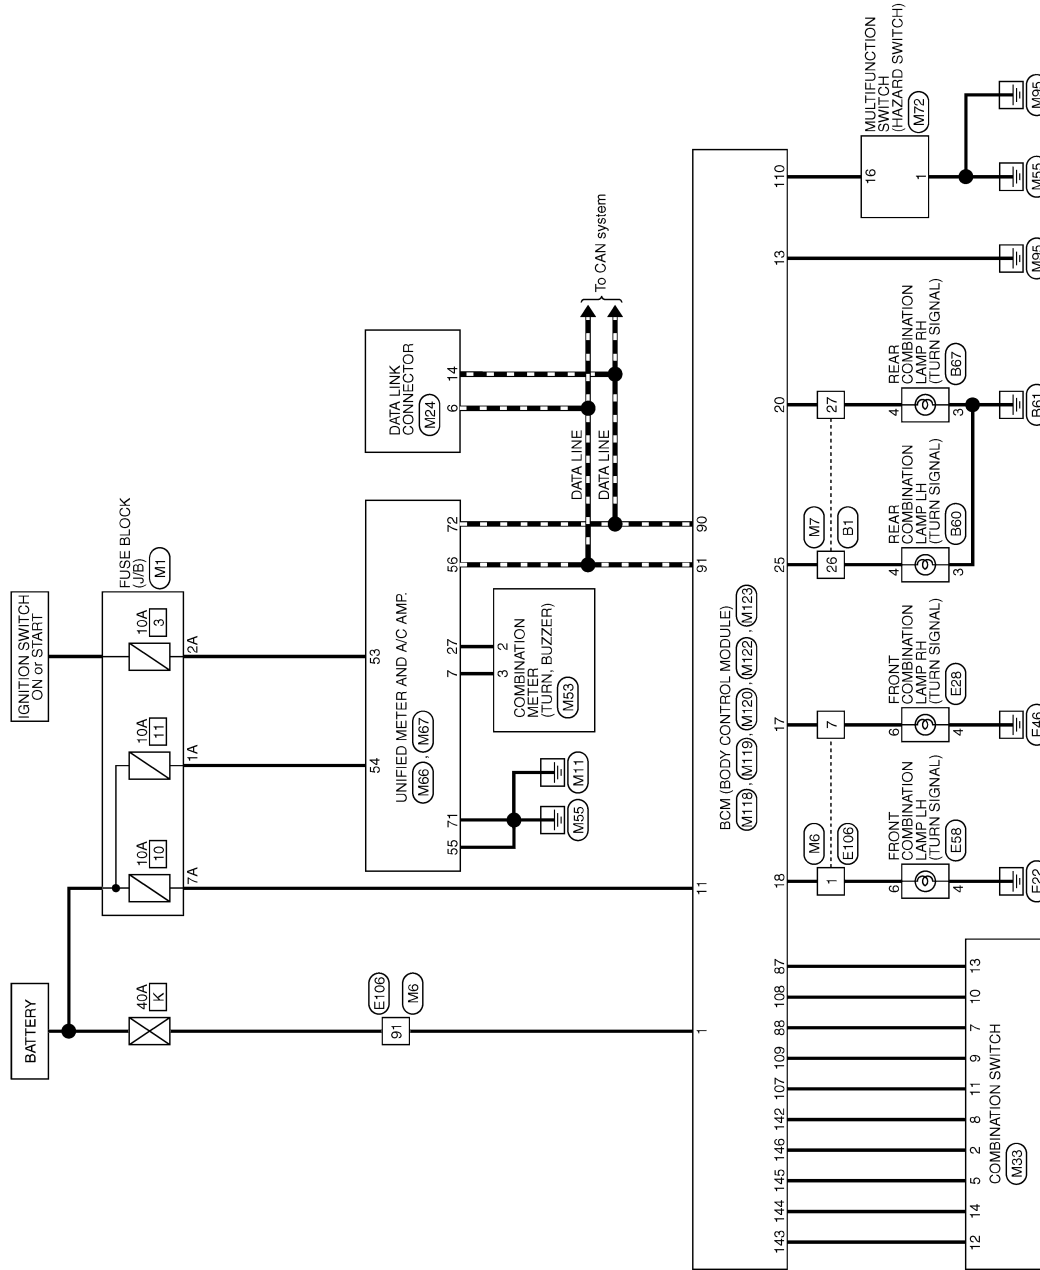 IGNITION SWITCH
ON or START
BATTERY
FUSE BLOCK
(J/B)
M1
10A
3
10A
11
10A
10
40A
K
2A
1A
7A
DATA LINK
CONNECTOR
M24
14
6
To CAN system
DATA LINE
DATA LINE
53
54
UNIFIED METER AND A/C AMP.
M66 , M67
72
56
27
7
71
55
2
3
COMBINATION
METER
(TURN, BUZZER)
M53
M11
M55
E106
M6
91
1
11
91
90
BCM (BODY CONTROL MODULE)
M118 , M119 , M120 , M122 , M123
143
144
145
146
142
107
109
88
108
87
18
17
25
20
13
110
12
14
5
2
8
11
9
7
10
13
COMBINATION SWITCH
M33
M6
E106
1
7
M7
B1
26
27
FRONT
COMBINATION
LAMP LH
(TURN SIGNAL)
E58
6
4
E22
FRONT
COMBINATION
LAMP RH
(TURN SIGNAL)
E28
6
4
E46
REAR
COMBINATION
LAMP LH
(TURN SIGNAL)
B60
4
3
REAR
COMBINATION
LAMP RH
(TURN SIGNAL)
B67
4
3
B61
M95
MULTIFUNCTION
SWITCH
(HAZARD SWITCH)
M72
16
1
M55
M95